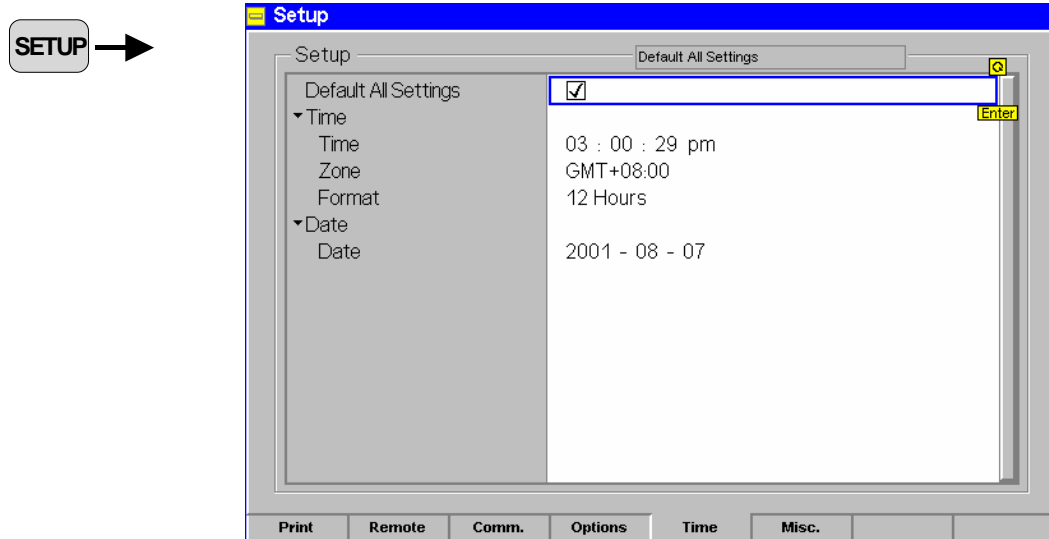 SETUP
Setup
Setup
Default All Settings
Default All Settings
Enter
Time
Time 03 : 00 : 29 pm
Zone GMT+08:00
Format 12 Hours
Date
Date 2001 - 08 - 07
Print Remote Comm. Options Time Misc.